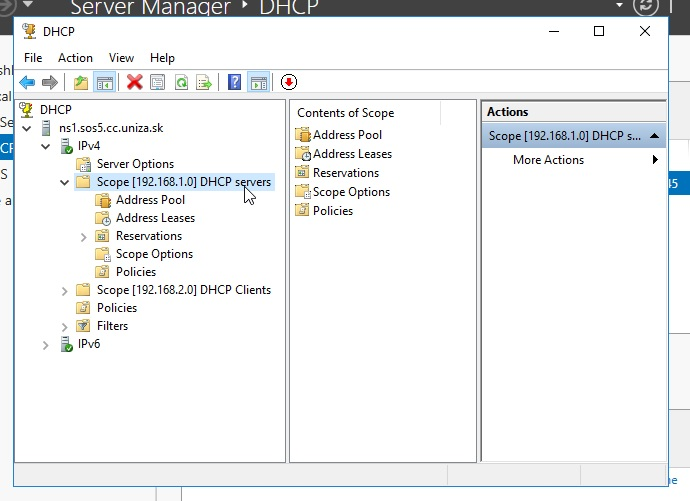 Server Manager ‣ DHCP
DHCP
File Action View Help
DHCP
ns1.sos5.cc.uniza.sk
IPv4
Server Options
Scope [192.168.1.0] DHCP servers
Address Pool
Address Leases
Reservations
Scope Options
Policies
Scope [192.168.2.0] DHCP Clients
Policies
Filters
IPv6
Contents of Scope
Address Pool
Address Leases
Reservations
Scope Options
Policies
Actions
Scope [192.168.1.0] DHCP s...
More Actions
45